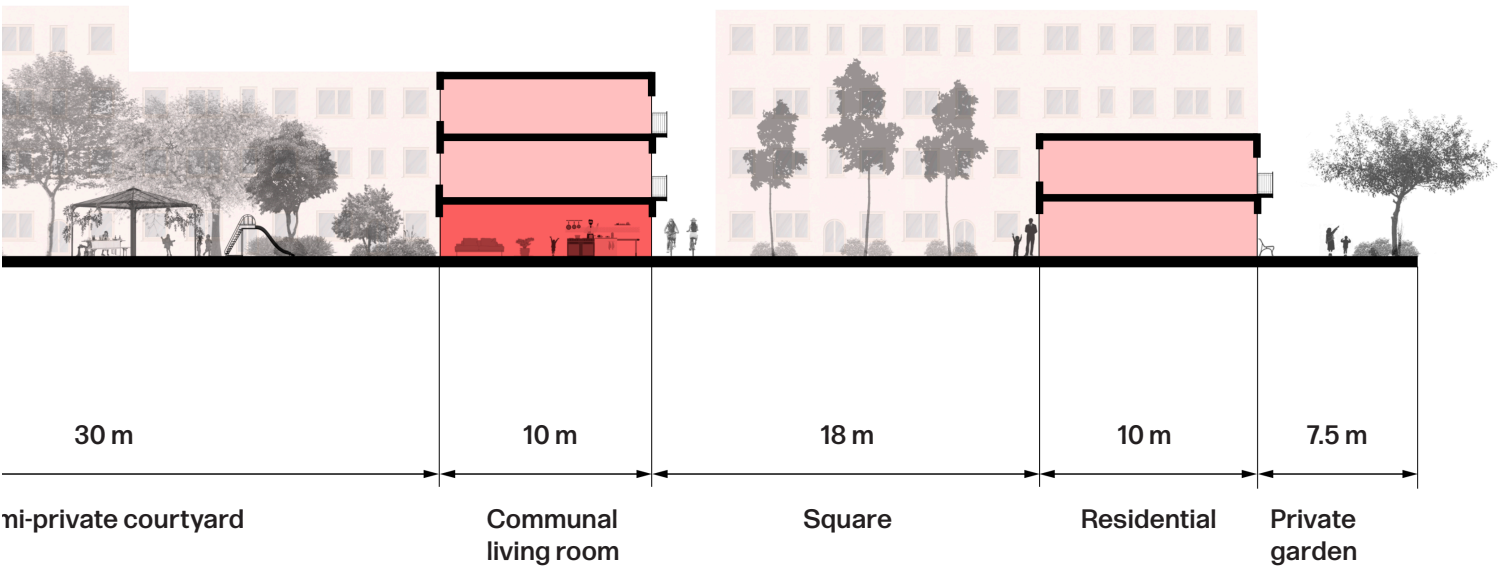 30 m
10 m
18 m
10 m
7.5 m
mi-private courtyard
Communal
living room
Square
Residential
Private
garden